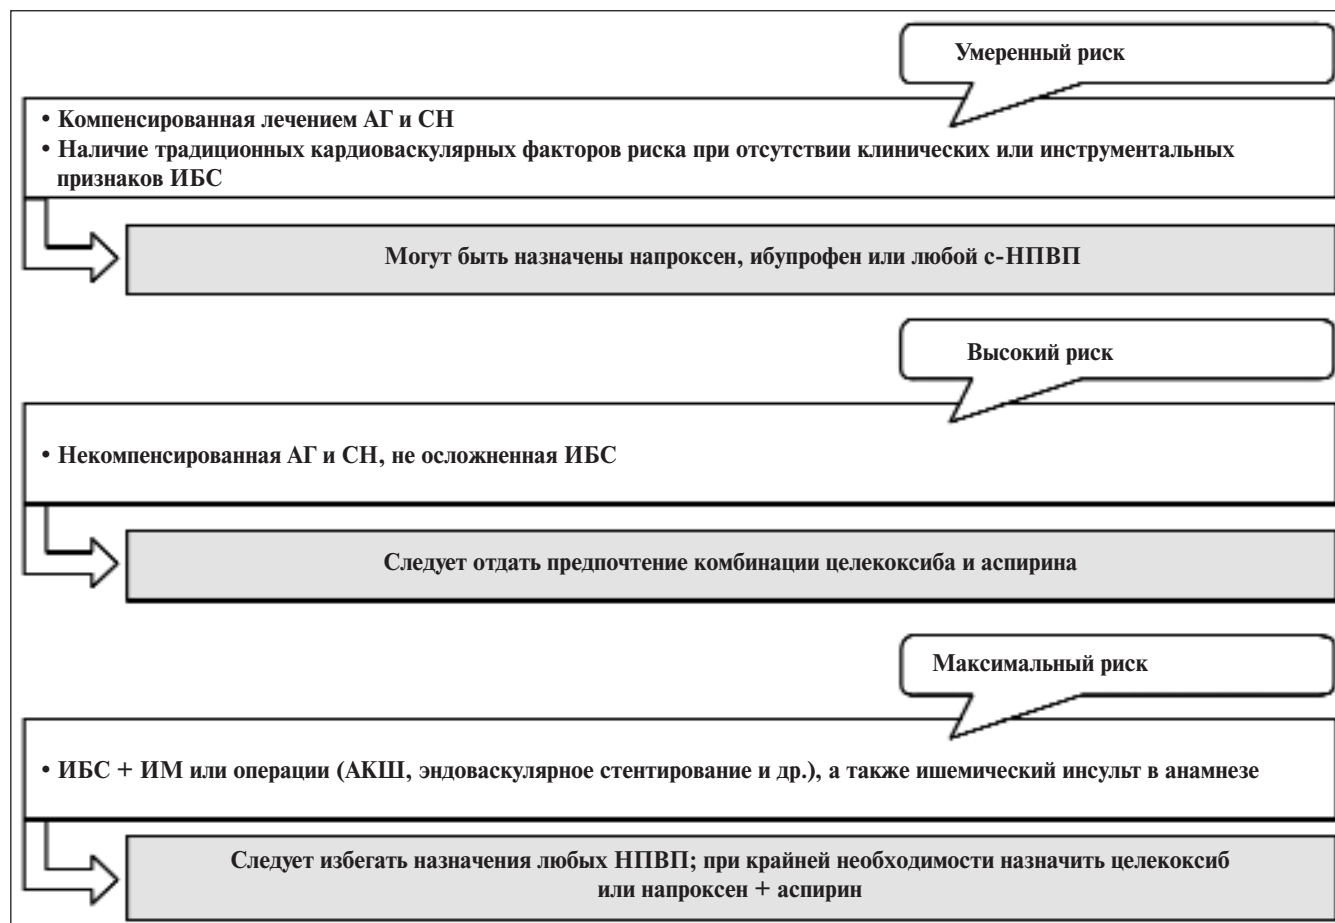 Умеренный риск
• Компенсированная лечением АГ и СН
• Наличие традиционных кардиоваскулярных факторов риска при отсутствии клинических или инструментальных
признаков ИБС
Могут быть назначены напроксен, ибупрофен или любой с-НПВП
Высокий риск
• Некомпенсированная АГ и СН, не осложненная ИБС
Следует отдать предпочтение комбинации целекоксиба и аспирина
Максимальный риск
• ИБС + ИМ или операции (АКШ, эндоваскулярное стентирование и др.), а также ишемический инсульт в анамнезе
Следует избегать назначения любых НПВП; при крайней необходимости назначить целекоксиб
или напроксен + аспирин